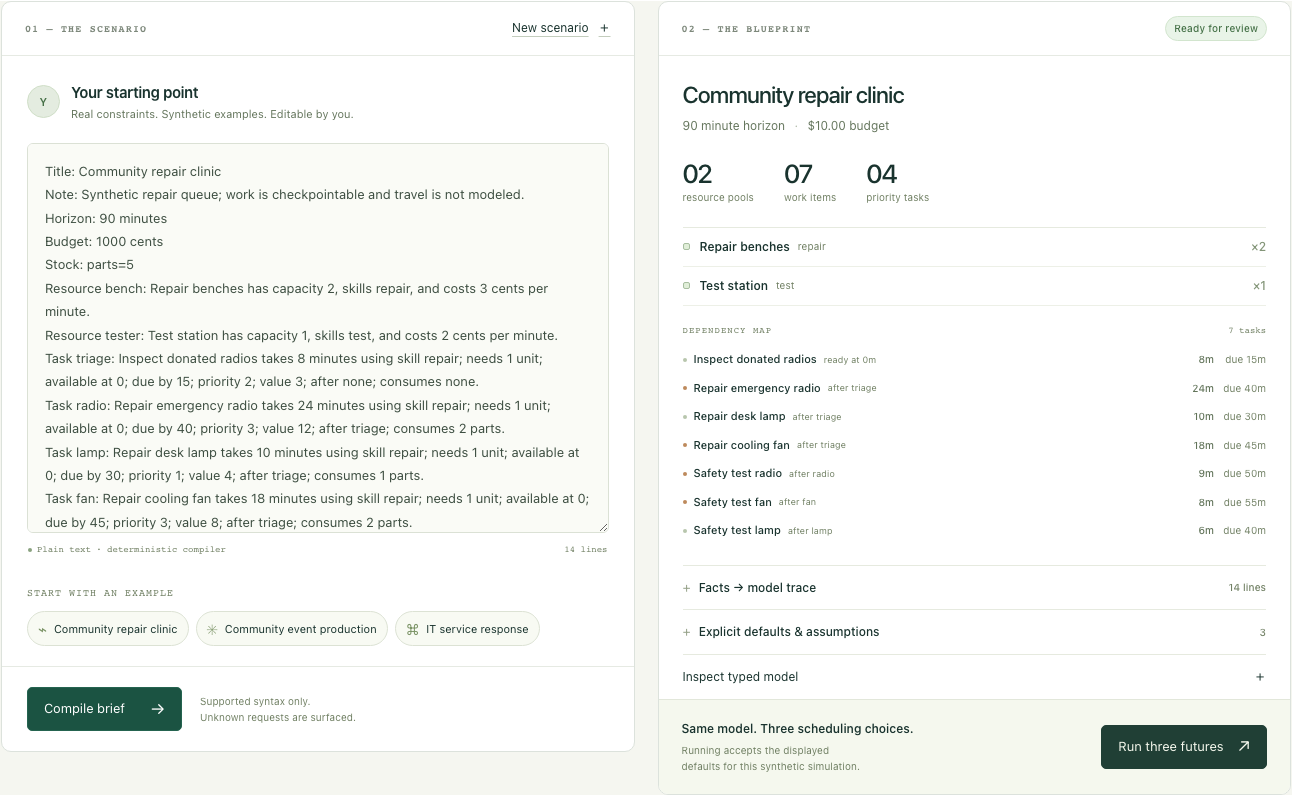 01 — THE SCENARIO
New scenario +
Y
Your starting point
Real constraints. Synthetic examples. Editable by you.
Title: Community repair clinic
Note: Synthetic repair queue; work is checkpointable and travel is not modeled.
Horizon: 90 minutes
Budget: 1000 cents
Stock: parts=5
Resource bench: Repair benches has capacity 2, skills repair, and costs 3 cents per
minute.
Resource tester: Test station has capacity 1, skills test, and costs 2 cents per minute.
Task triage: Inspect donated radios takes 8 minutes using skill repair; needs 1 unit;
available at 0; due by 15; priority 2; value 3; after none; consumes none.
Task radio: Repair emergency radio takes 24 minutes using skill repair; needs 1 unit;
available at 0; due by 40; priority 3; value 12; after triage; consumes 2 parts.
Task lamp: Repair desk lamp takes 10 minutes using skill repair; needs 1 unit; available at
0; due by 30; priority 1; value 4; after triage; consumes 1 parts.
Task fan: Repair cooling fan takes 18 minutes using skill repair; needs 1 unit; available at 0;
due by 45; priority 3; value 8; after triage; consumes 2 parts.
Plain text · deterministic compiler
14 lines
START WITH AN EXAMPLE
Community repair clinic
Community event production
IT service response
Compile brief →
Supported syntax only.
Unknown requests are surfaced.
02 — THE BLUEPRINT
Ready for review
Community repair clinic
90 minute horizon · $10.00 budget
02 07 04
resource pools work items priority tasks
Repair benches repair ×2
Test station test ×1
DEPENDENCY MAP 7 tasks
Inspect donated radios ready at 0m 8m due 15m
Repair emergency radio after triage 24m due 40m
Repair desk lamp after triage 10m due 30m
Repair cooling fan after triage 18m due 45m
Safety test radio after radio 9m due 50m
Safety test fan after fan 8m due 55m
Safety test lamp after lamp 6m due 40m
+ Facts → model trace 14 lines
+ Explicit defaults & assumptions 3
Inspect typed model +
Same model. Three scheduling choices.
Running accepts the displayed
defaults for this synthetic simulation.
Run three futures ↗